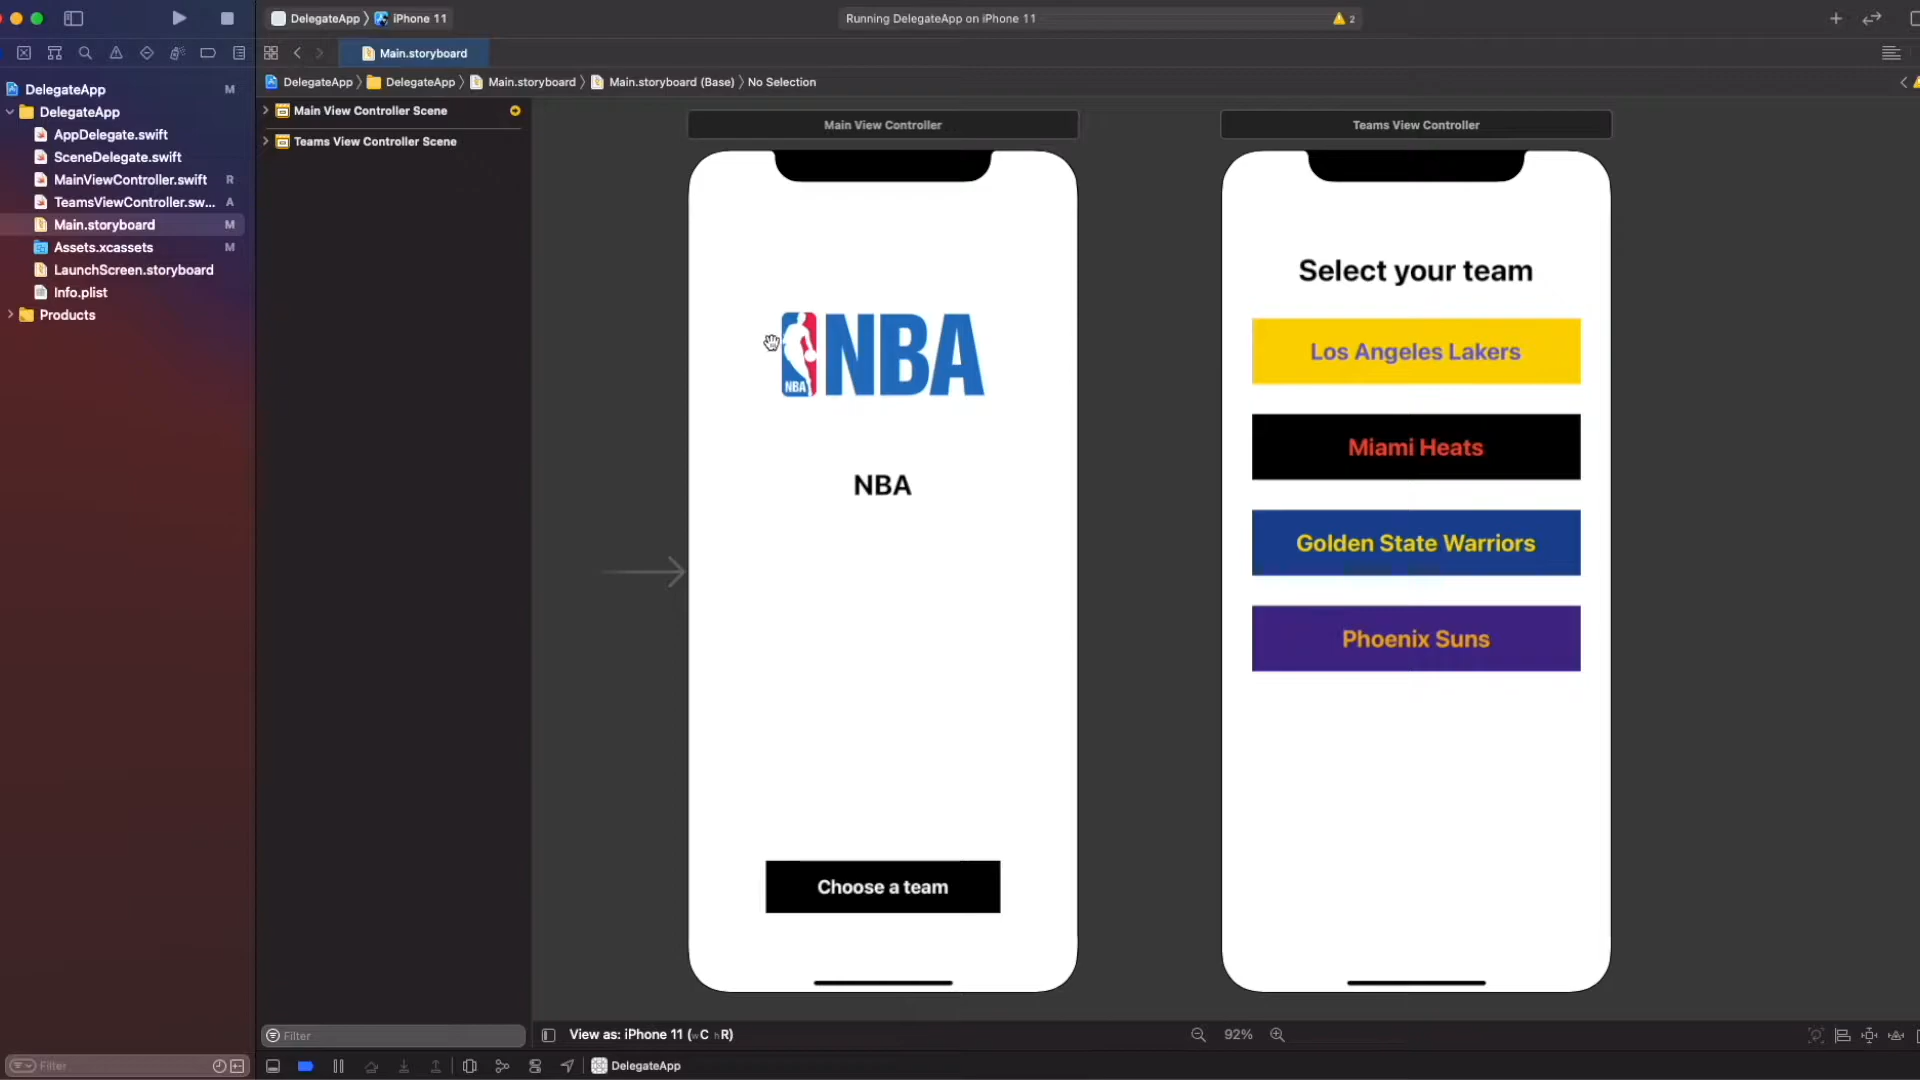 DelegateApp 〉 iPhone 11
Running DelegateApp on iPhone 11
2
Main.storyboard
DelegateApp 〉 DelegateApp 〉 Main.storyboard 〉 Main.storyboard (Base) 〉 No Selection
DelegateApp M
DelegateApp
AppDelegate.swift
SceneDelegate.swift
MainViewController.swift R
TeamsViewController.sw... A
Main.storyboard M
Assets.xcassets M
LaunchScreen.storyboard
Info.plist
Products
Main View Controller Scene
Teams View Controller Scene
Main View Controller
NBA
NBA
NBA
Choose a team
Teams View Controller
Select your team
Los Angeles Lakers
Miami Heats
Golden State Warriors
Phoenix Suns
Filter
View as: iPhone 11 (wC hR)
92%
Filter
DelegateApp